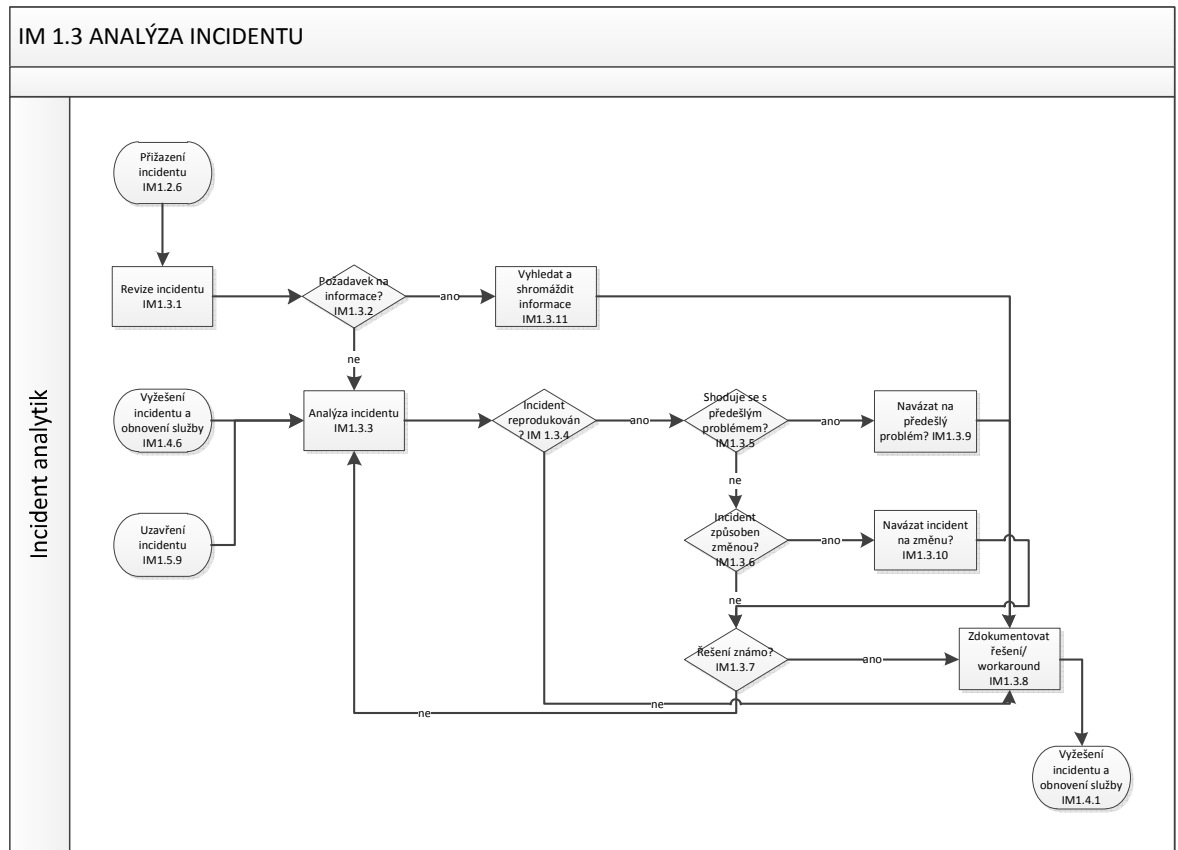 IM 1.3 ANALÝZA INCIDENTU
Incident analytik
Přižazení
incidentu
IM1.2.6
Revize incidentu
IM1.3.1
Požadavek na
informace?
IM1.3.2
ano
Vyhledat a
shromáždit
informace
IM1.3.11
ne
Vyžešení
incidentu a
obnovení služby
IM1.4.6
Analýza incidentu
IM1.3.3
Incident
reprodukován
? IM 1.3.4
ano
Shoduje se s
předešlým
problémem?
IM1.3.5
ano
Navázat na
předešlý
problém? IM1.3.9
ne
Uzavření
incidentu
IM1.5.9
Incident
způsoben
změnou?
IM1.3.6
ano
Navázat incident
na změnu?
IM1.3.10
ne
Řešení známo?
IM1.3.7
ano
Zdokumentovat
řešení/
workaround
IM1.3.8
ne
ne
Vyžešení
incidentu a
obnovení služby
IM1.4.1